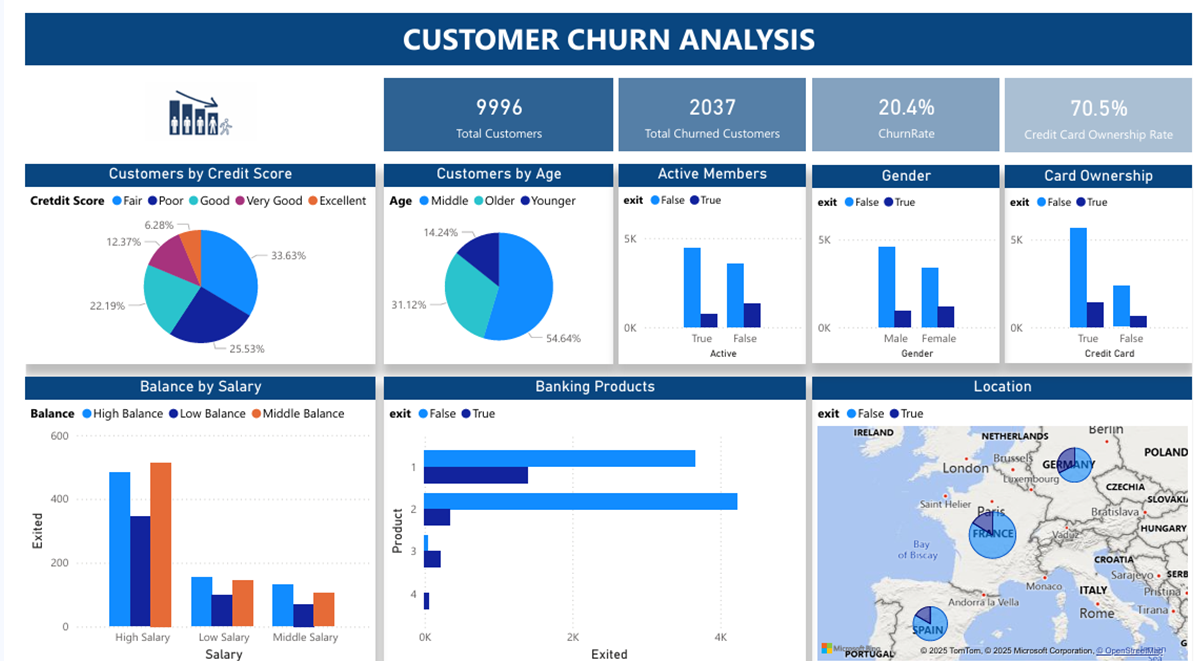 CUSTOMER CHURN ANALYSIS
9996
Total Customers
2037
Total Churned Customers
20.4%
ChurnRate
70.5%
Credit Card Ownership Rate
Customers by Credit Score
Cretdit Score Fair Poor Good Very Good Excellent
6.28%
12.37%
33.63%
22.19%
25.53%
Customers by Age
Age Middle Older Younger
14.24%
31.12%
54.64%
Active Members
exit False True
5K
0K
True False
Active
Gender
exit False True
5K
0K
Male Female
Gender
Card Ownership
exit False True
5K
0K
True False
Credit Card
Balance by Salary
Balance High Balance Low Balance Middle Balance
600
400
200
0
Exited
High Salary Low Salary Middle Salary
Salary
Banking Products
exit False True
Product
1
2
3
4
0K 2K 4K
Exited
Location
exit False True
IRELAND
NETHERLANDS
Berlin
POLAND
London
Brussels
GERMANY
Luxembourg
CZECHIA
Saint Helier
Paris
SLOVAKI
Bratislava
FRANCE
Vaduz
HUNGARY
Bay
of Biscay
CROATIA
Monaco
Sarajevo
SERB
ITALY
Pristina
Andorra la Vella
Rome
Tirana
SPAIN
Microsoft Bing
PORTUGAL
© 2025 TomTom, © 2025 Microsoft Corporation, © OpenStreetMap